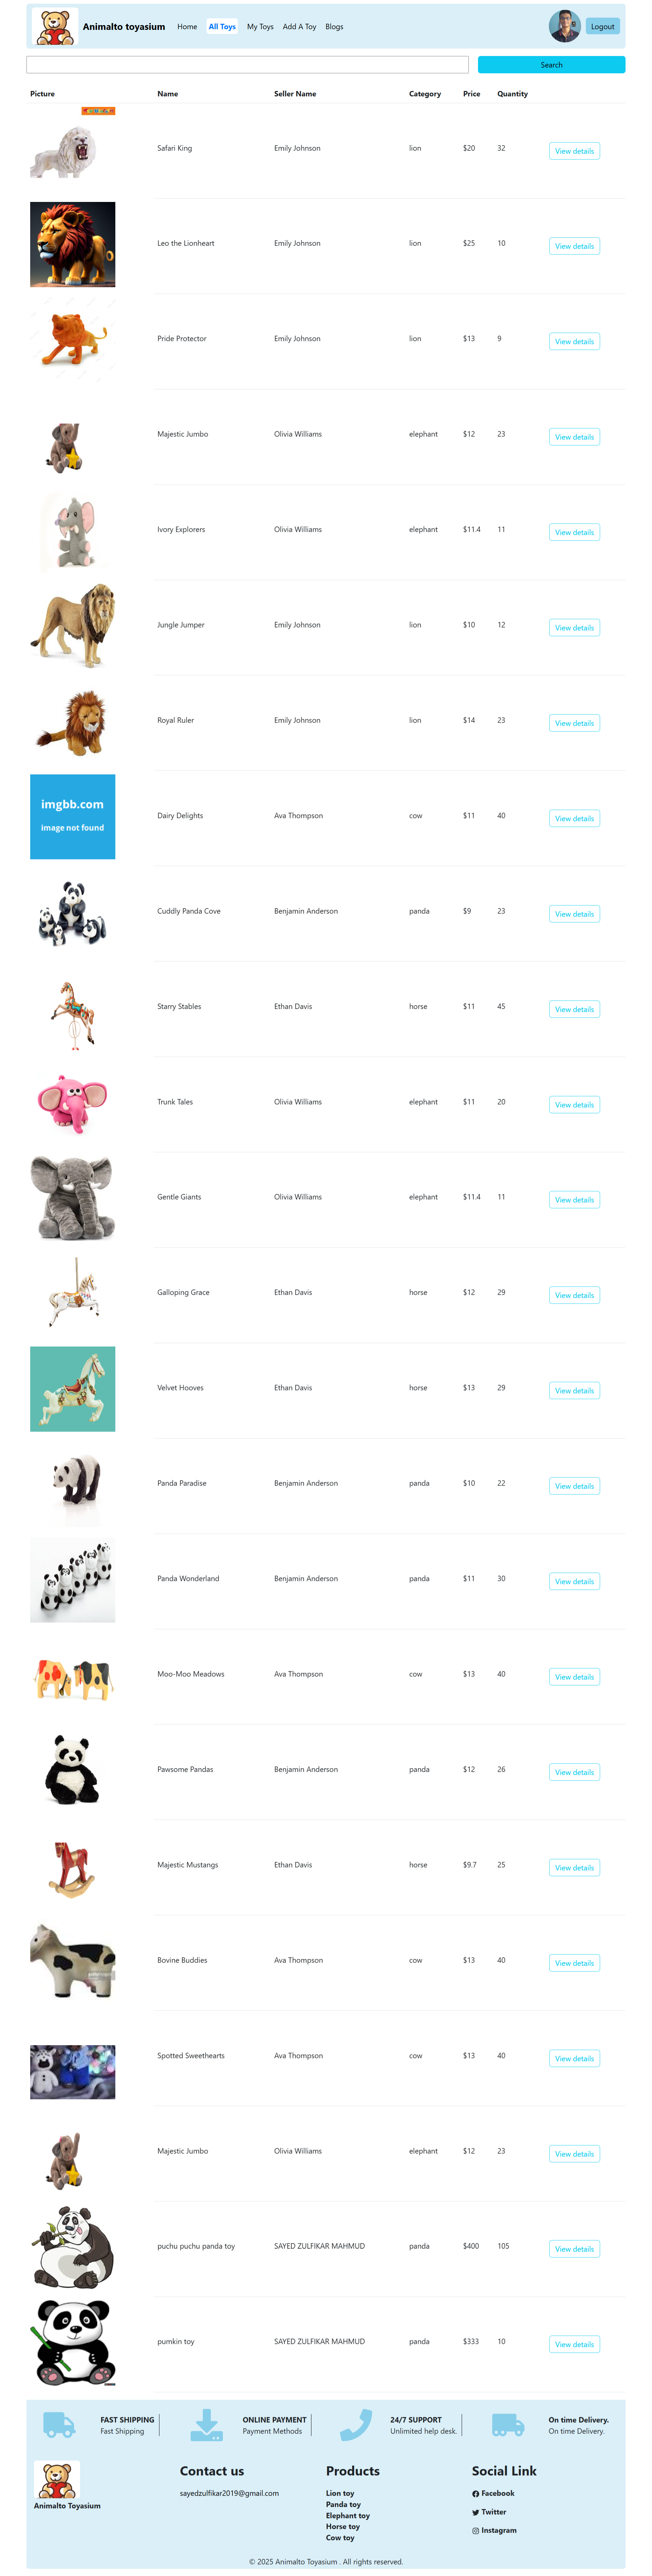 Animalto toyasium Home All Toys My Toys Add A Toy Blogs Logout
Search
Picture Name Seller Name Category Price Quantity
Safari King Emily Johnson lion $20 32 View details
Leo the Lionheart Emily Johnson lion $25 10 View details
Pride Protector Emily Johnson lion $13 9 View details
Majestic Jumbo Olivia Williams elephant $12 23 View details
Ivory Explorers Olivia Williams elephant $11.4 11 View details
Jungle Jumper Emily Johnson lion $10 12 View details
Royal Ruler Emily Johnson lion $14 23 View details
imgbb.com
image not found
Dairy Delights Ava Thompson cow $11 40 View details
Cuddly Panda Cove Benjamin Anderson panda $9 23 View details
Starry Stables Ethan Davis horse $11 45 View details
Trunk Tales Olivia Williams elephant $11 20 View details
Gentle Giants Olivia Williams elephant $11.4 11 View details
Galloping Grace Ethan Davis horse $12 29 View details
Velvet Hooves Ethan Davis horse $13 29 View details
Panda Paradise Benjamin Anderson panda $10 22 View details
Panda Wonderland Benjamin Anderson panda $11 30 View details
Moo-Moo Meadows Ava Thompson cow $13 40 View details
Pawsome Pandas Benjamin Anderson panda $12 26 View details
Majestic Mustangs Ethan Davis horse $9.7 25 View details
Bovine Buddies Ava Thompson cow $13 40 View details
Spotted Sweethearts Ava Thompson cow $13 40 View details
Majestic Jumbo Olivia Williams elephant $12 23 View details
puchu puchu panda toy SAYED ZULFIKAR MAHMUD panda $400 105 View details
pumkin toy SAYED ZULFIKAR MAHMUD panda $333 10 View details
FAST SHIPPING
Fast Shipping
ONLINE PAYMENT
Payment Methods
24/7 SUPPORT
Unlimited help desk.
On time Delivery.
On time Delivery.
Animalto Toyasium
Contact us
sayedzulfikar2019@gmail.com
Products
Lion toy
Panda toy
Elephant toy
Horse toy
Cow toy
Social Link
Facebook
Twitter
Instagram
© 2025 Animalto Toyasium . All rights reserved.